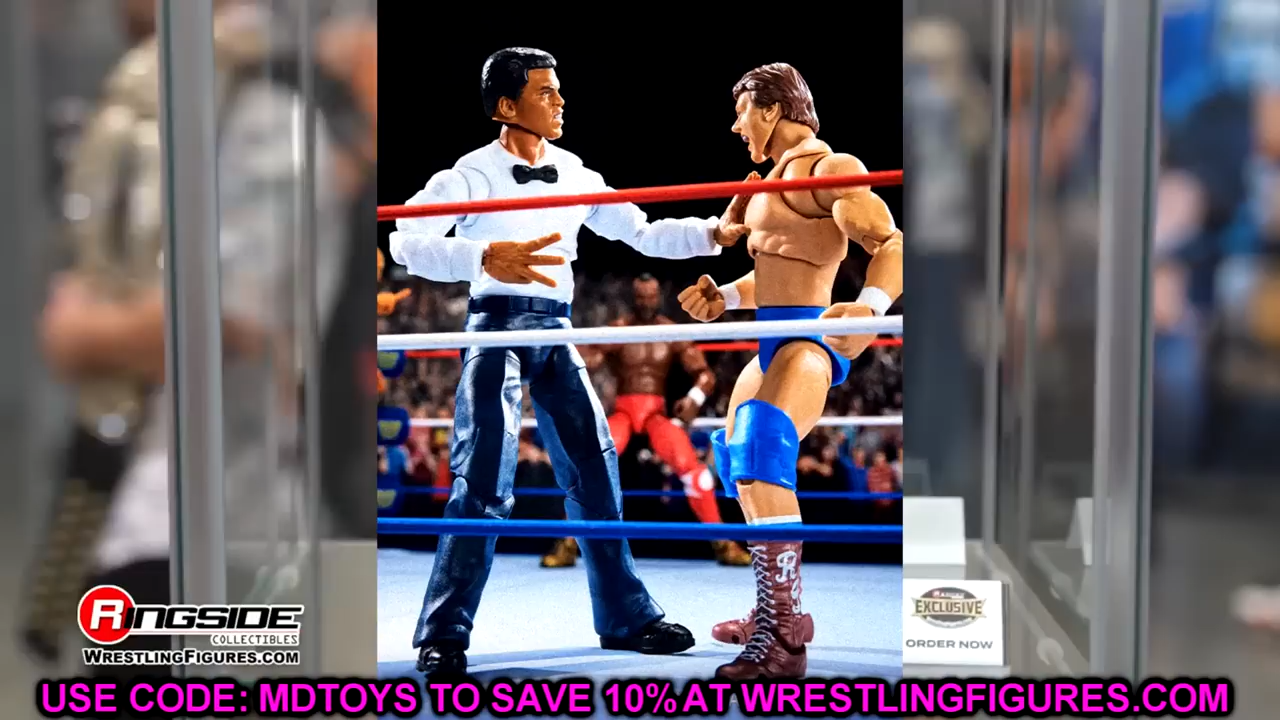 RINGSIDE
COLLECTIBLES
WRESTLINGFIGURES.COM
EXCLUSIVE
ORDER NOW
USE CODE: MDTOYS TO SAVE 10% AT WRESTLINGFIGURES.COM